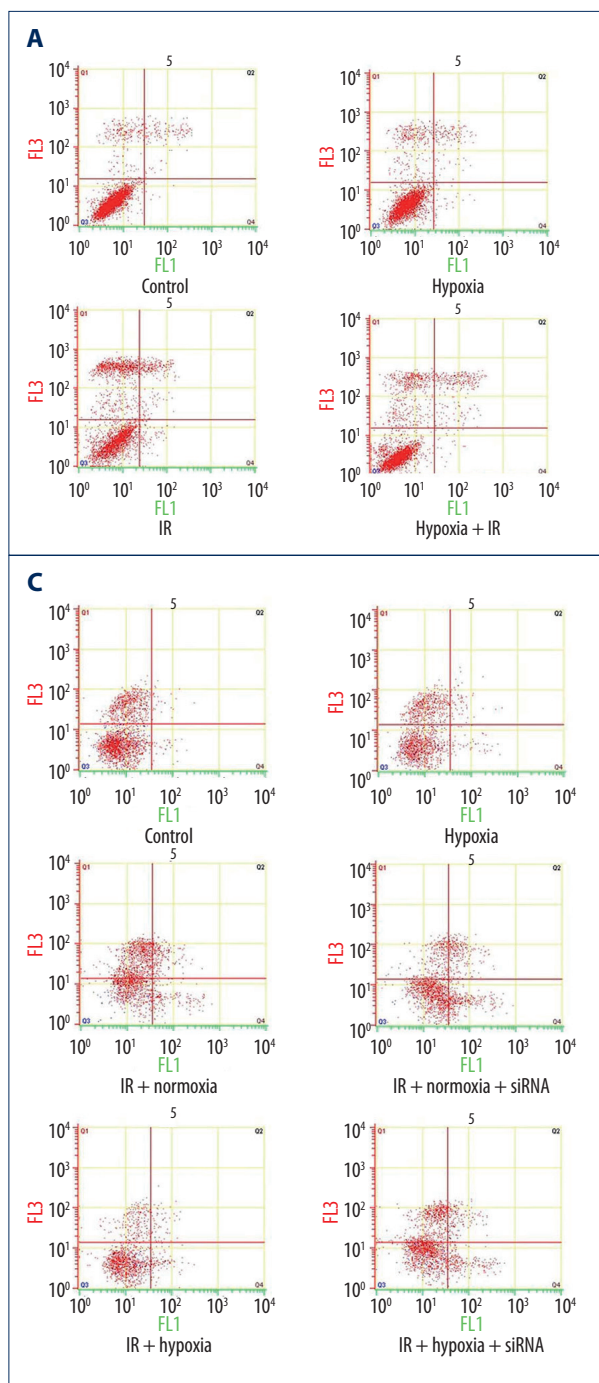 A
5
Q1 Q2
10⁴
10³
10²
10¹
10⁰
FL3
Q3 Q4
10⁰ 10¹ 10² 10³ 10⁴
FL1
Control
5
Q1 Q2
10⁴
10³
10²
10¹
10⁰
FL3
Q3 Q4
10⁰ 10¹ 10² 10³ 10⁴
FL1
Hypoxia
5
Q1 Q2
10⁴
10³
10²
10¹
10⁰
FL3
Q3 Q4
10⁰ 10¹ 10² 10³ 10⁴
FL1
IR
5
Q1 Q2
10⁴
10³
10²
10¹
10⁰
FL3
Q4
10⁰ 10¹ 10² 10³ 10⁴
FL1
Hypoxia + IR
C
5
Q1 Q2
10⁴
10³
10²
10¹
10⁰
FL3
Q3 Q4
10⁰ 10¹ 10² 10³ 10⁴
FL1
Control
5
Q1 Q2
10⁴
10³
10²
10¹
10⁰
FL3
Q3 Q4
10⁰ 10¹ 10² 10³ 10⁴
FL1
Hypoxia
5
Q1 Q2
10⁴
10³
10²
10¹
10⁰
FL3
Q3 Q4
10⁰ 10¹ 10² 10³ 10⁴
FL1
IR + normoxia
5
Q1 Q2
10⁴
10³
10²
10¹
10⁰
FL3
Q3 Q4
10⁰ 10¹ 10² 10³ 10⁴
FL1
IR + normoxia + siRNA
5
Q1 Q2
10⁴
10³
10²
10¹
10⁰
FL3
Q3 Q4
10⁰ 10¹ 10² 10³ 10⁴
FL1
IR + hypoxia
5
Q1 Q2
10⁴
10³
10²
10¹
10⁰
FL3
Q3 Q4
10⁰ 10¹ 10² 10³ 10⁴
FL1
IR + hypoxia + siRNA